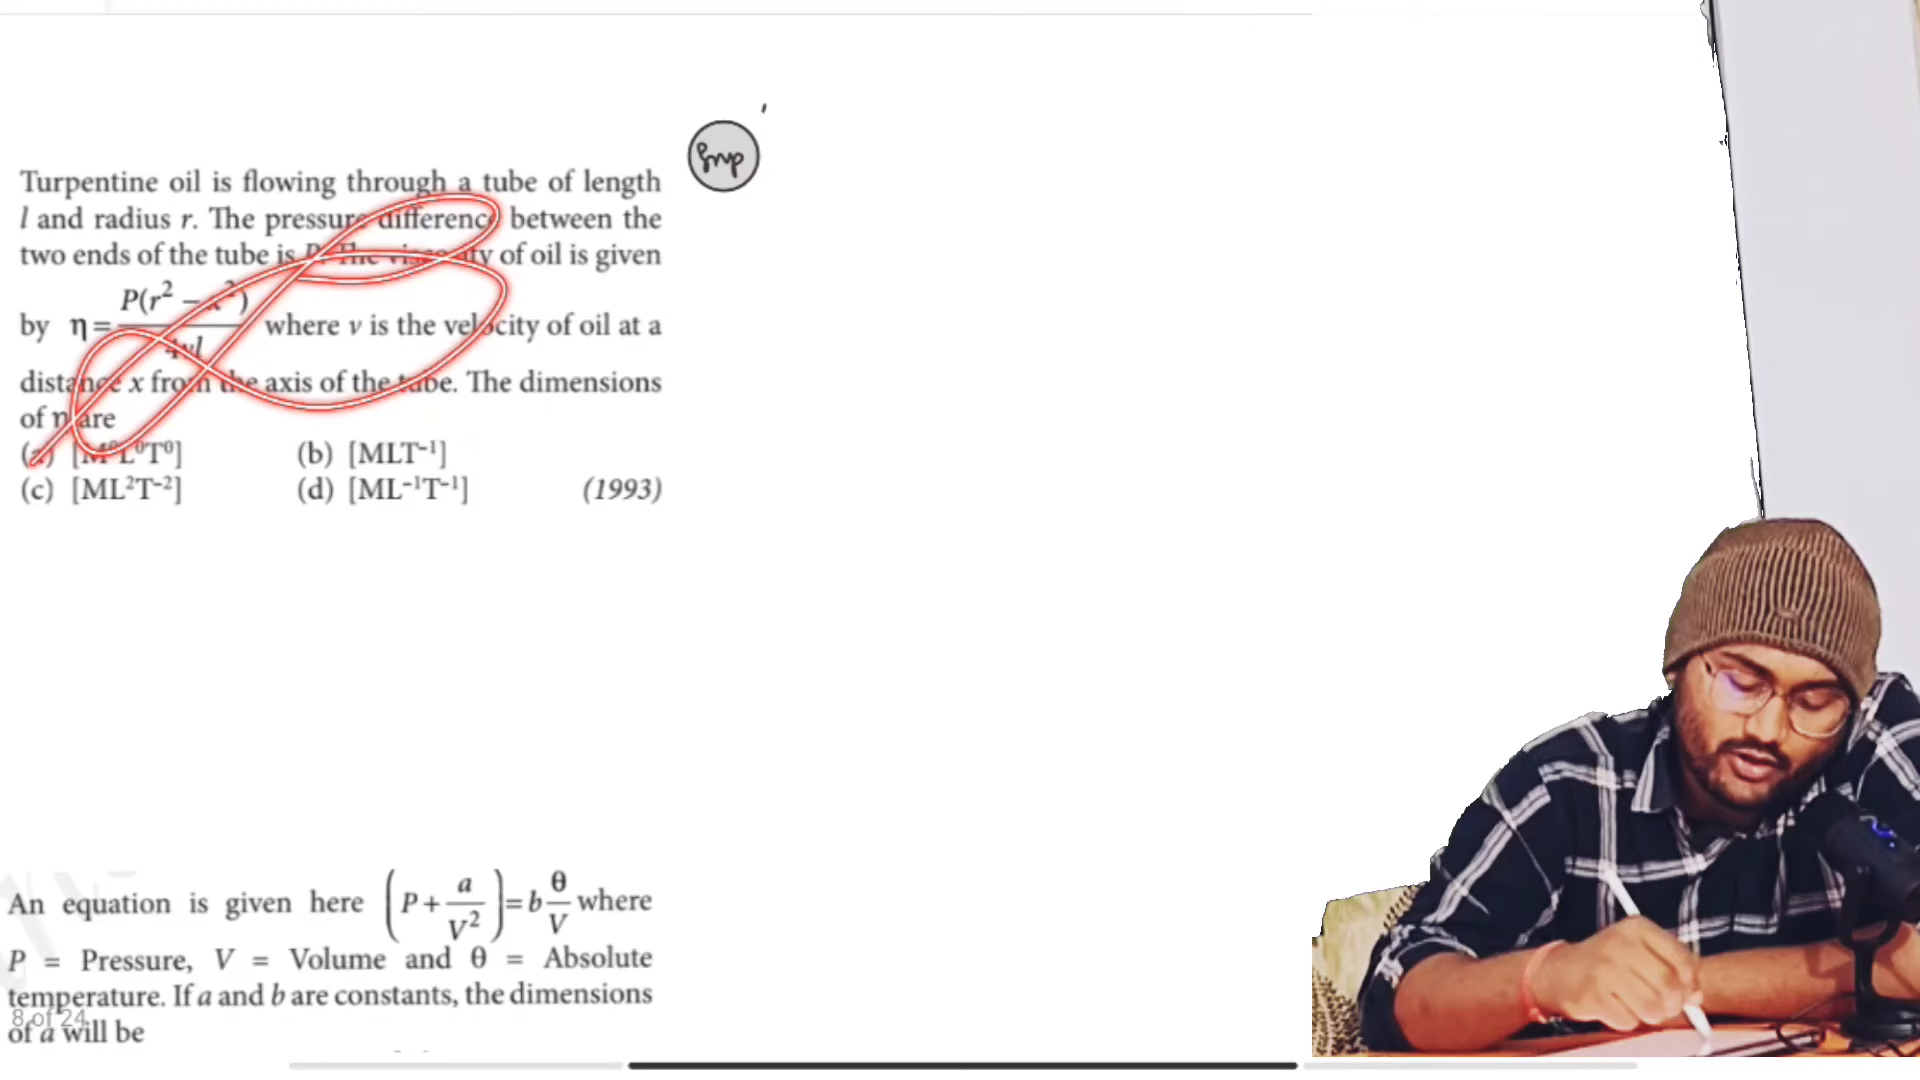 Imp
Turpentine oil is flowing through a tube of length
l and radius r. The pressure difference between the
two ends of the tube is P. The viscosity of oil is given
by η = P(r² − x²) / 4vl where v is the velocity of oil at a
distance x from the axis of the tube. The dimensions
of η are
(a) [M⁰L⁰T⁰] (b) [MLT⁻¹]
(c) [ML²T⁻²] (d) [ML⁻¹T⁻¹] (1993)
An equation is given here (P + a/V²) = b θ/V where
P = Pressure, V = Volume and θ = Absolute
temperature. If a and b are constants, the dimensions
8 of 24
of a will be